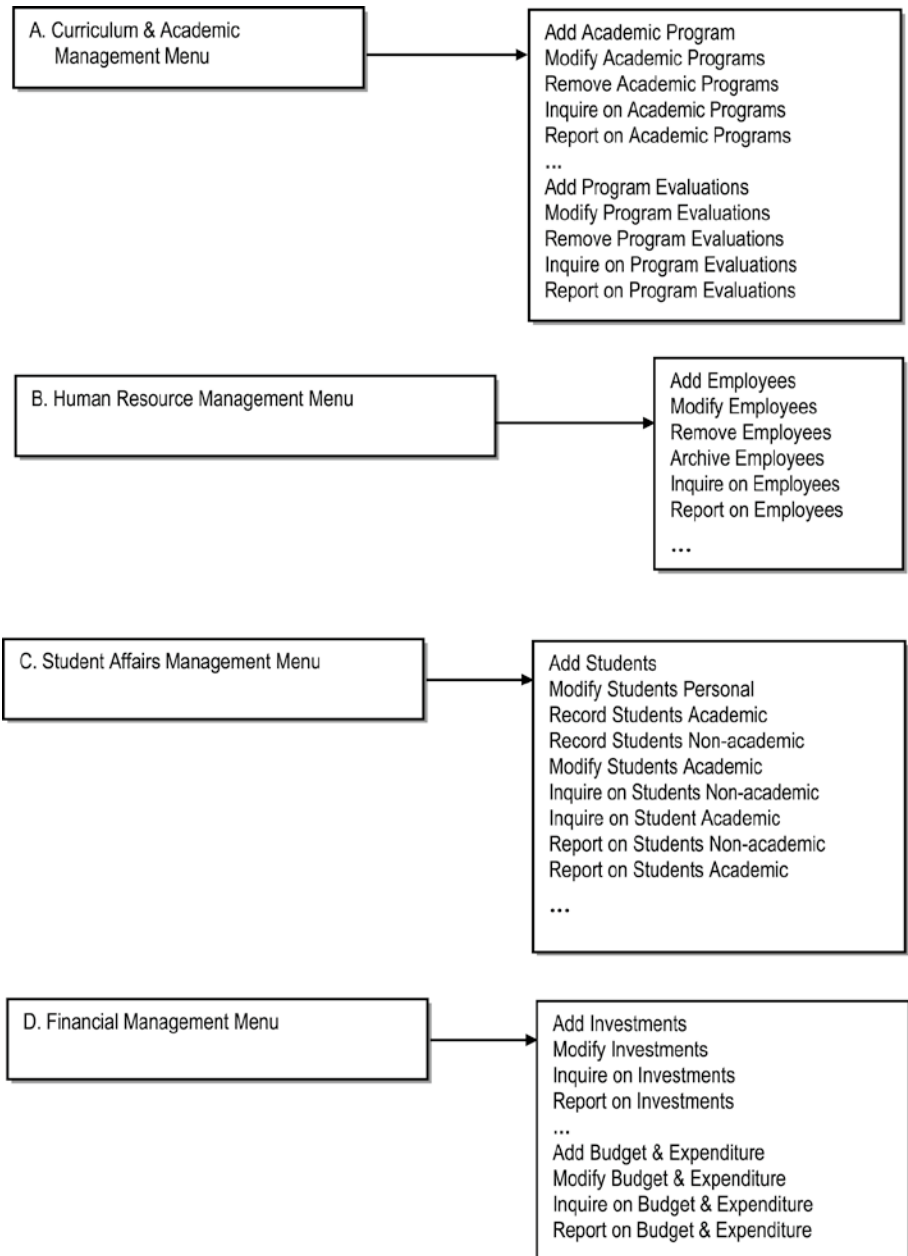 A. Curriculum & Academic
Management Menu
Add Academic Program
Modify Academic Programs
Remove Academic Programs
Inquire on Academic Programs
Report on Academic Programs
...
Add Program Evaluations
Modify Program Evaluations
Remove Program Evaluations
Inquire on Program Evaluations
Report on Program Evaluations
B. Human Resource Management Menu
Add Employees
Modify Employees
Remove Employees
Archive Employees
Inquire on Employees
Report on Employees
...
C. Student Affairs Management Menu
Add Students
Modify Students Personal
Record Students Academic
Record Students Non-academic
Modify Students Academic
Inquire on Students Non-academic
Inquire on Student Academic
Report on Students Non-academic
Report on Students Academic
...
D. Financial Management Menu
Add Investments
Modify Investments
Inquire on Investments
Report on Investments
...
Add Budget & Expenditure
Modify Budget & Expenditure
Inquire on Budget & Expenditure
Report on Budget & Expenditure